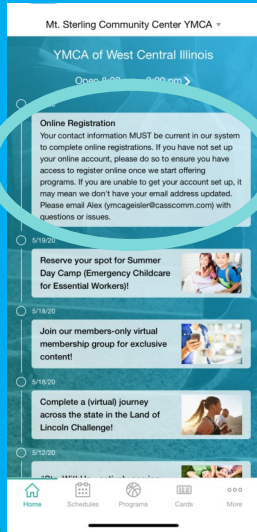 Mt. Sterling Community Center YMCA
YMCA of West Central Illinois
Open
pm
Online Registration
Your contact information MUST be current in our system
to complete online registrations. If you have not set up
your online account, please do so to ensure you have
access to register online once we start offering
programs. If you are unable to get your account set up, it
may mean we don't have your email address updated.
Please email Alex (ymcageisler@casscomm.com) with
questions or issues.
5/19/20
Reserve your spot for Summer
Day Camp (Emergency Childcare
for Essential Workers)!
5/18/20
Join our members-only virtual
membership group for exclusive
content!
5/18/20
Complete a (virtual) journey
across the state in the Land of
Lincoln Challenge!
5/12/20
Home
Schedules
Programs
Cards
More